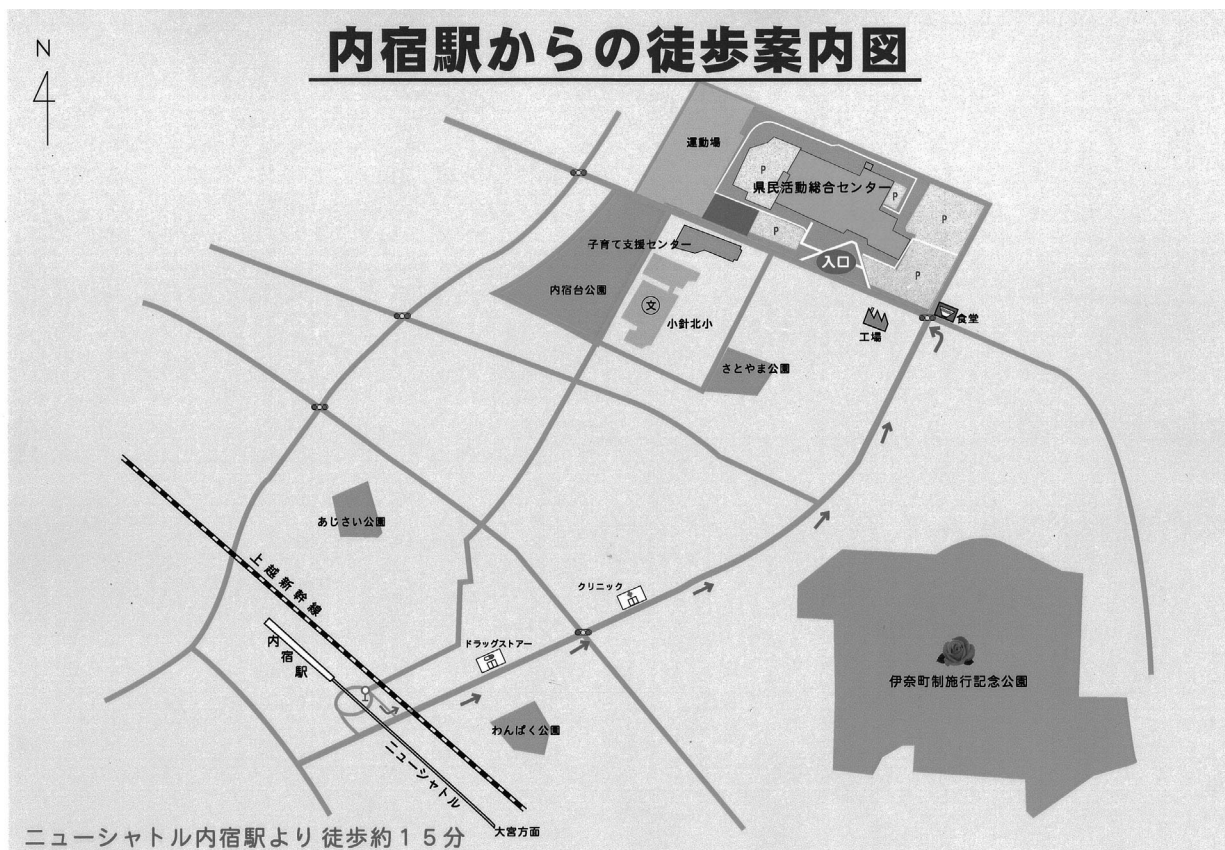 内宿駅からの徒歩案内図
N
運動場
P
県民活動総合センター
P
P
P
子育て支援センター
入口
P
内宿台公園
文
小針北小
食堂
工場
さとやま公園
あじさい公園
上越新幹線
クリニック
内宿駅
ドラッグストアー
伊奈町制施行記念公園
わんぱく公園
ニューシャトル
大宮方面
ニューシャトル内宿駅より 徒歩約15分